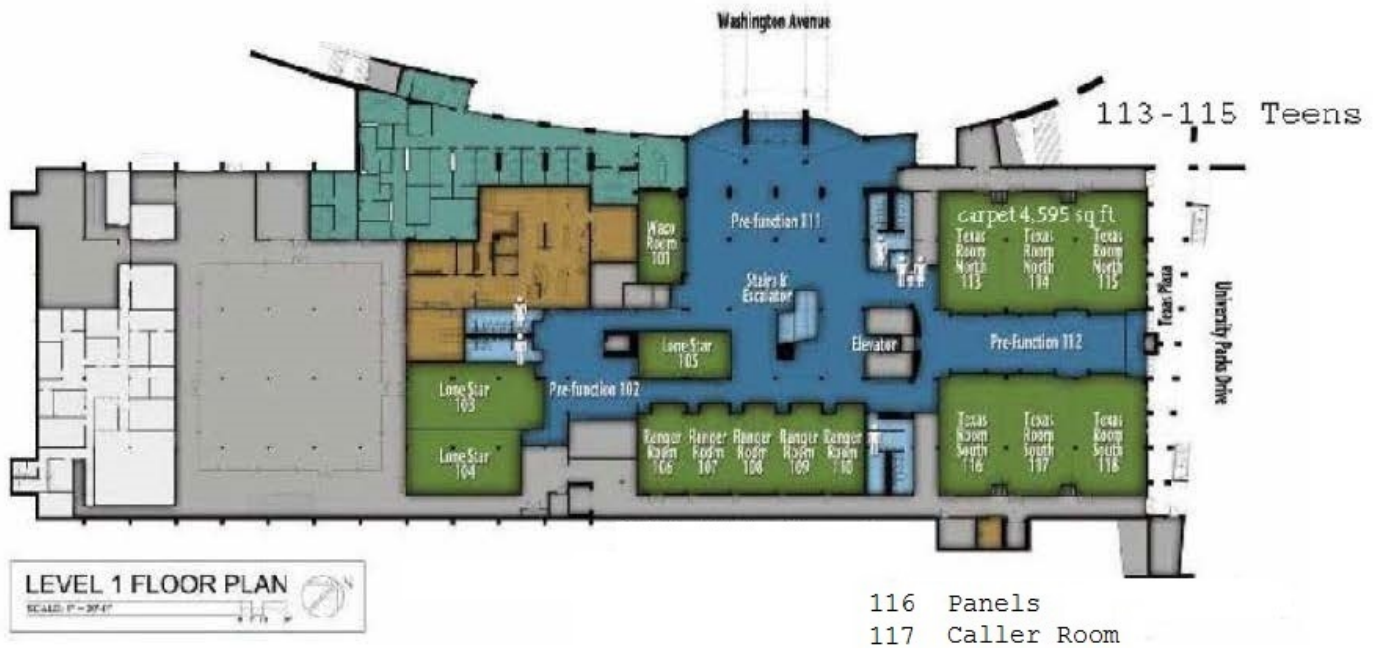 Washington Avenue
113-115 Teens
carpet 4,595 sq ft
Waco
Room
101
Pre-function 111
Texas
Room
North
113
Texas
Room
North
114
Texas
Room
North
115
Texas Plaza
University Parks Drive
Stairs &
Escalator
Lone Star
105
Elevator
Pre-function 112
Lone Star
103
Pre-function 102
Lone Star
104
Ranger
Room
106
Ranger
Room
107
Ranger
Room
108
Ranger
Room
109
Ranger
Room
110
Texas
Room
South
116
Texas
Room
South
117
Texas
Room
South
118
LEVEL 1 FLOOR PLAN
N
116 Panels
117 Caller Room